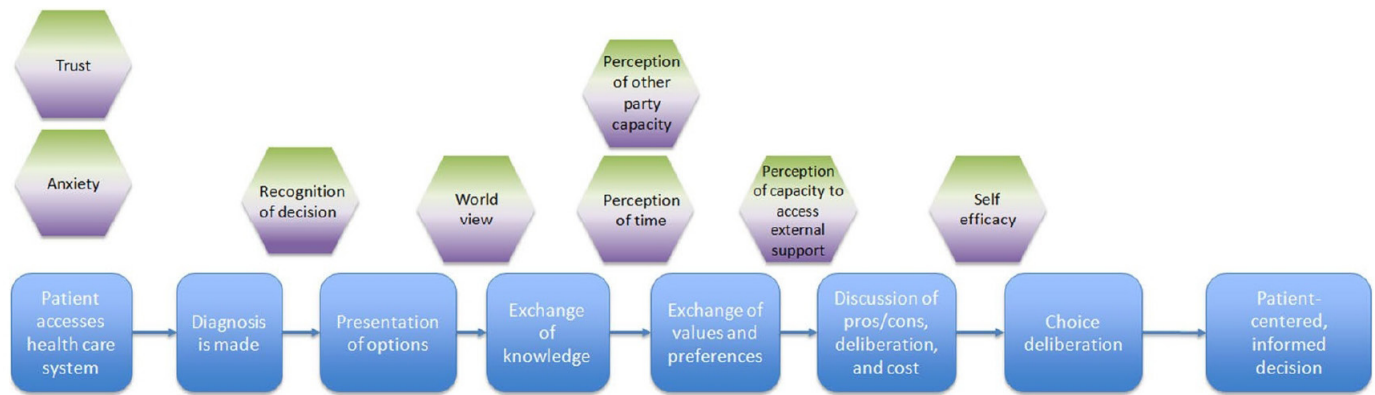 Trust
Anxiety
Recognition
of decision
World
view
Perception
of other
party
capacity
Perception
of time
Perception
of capacity to
access
external
support
Self
efficacy
Patient
accesses
health care
system
Diagnosis
is made
Presentation
of options
Exchange
of
knowledge
Exchange of
values and
preferences
Discussion of
pros/cons,
deliberation,
and cost
Choice
deliberation
Patient-
centered,
informed
decision